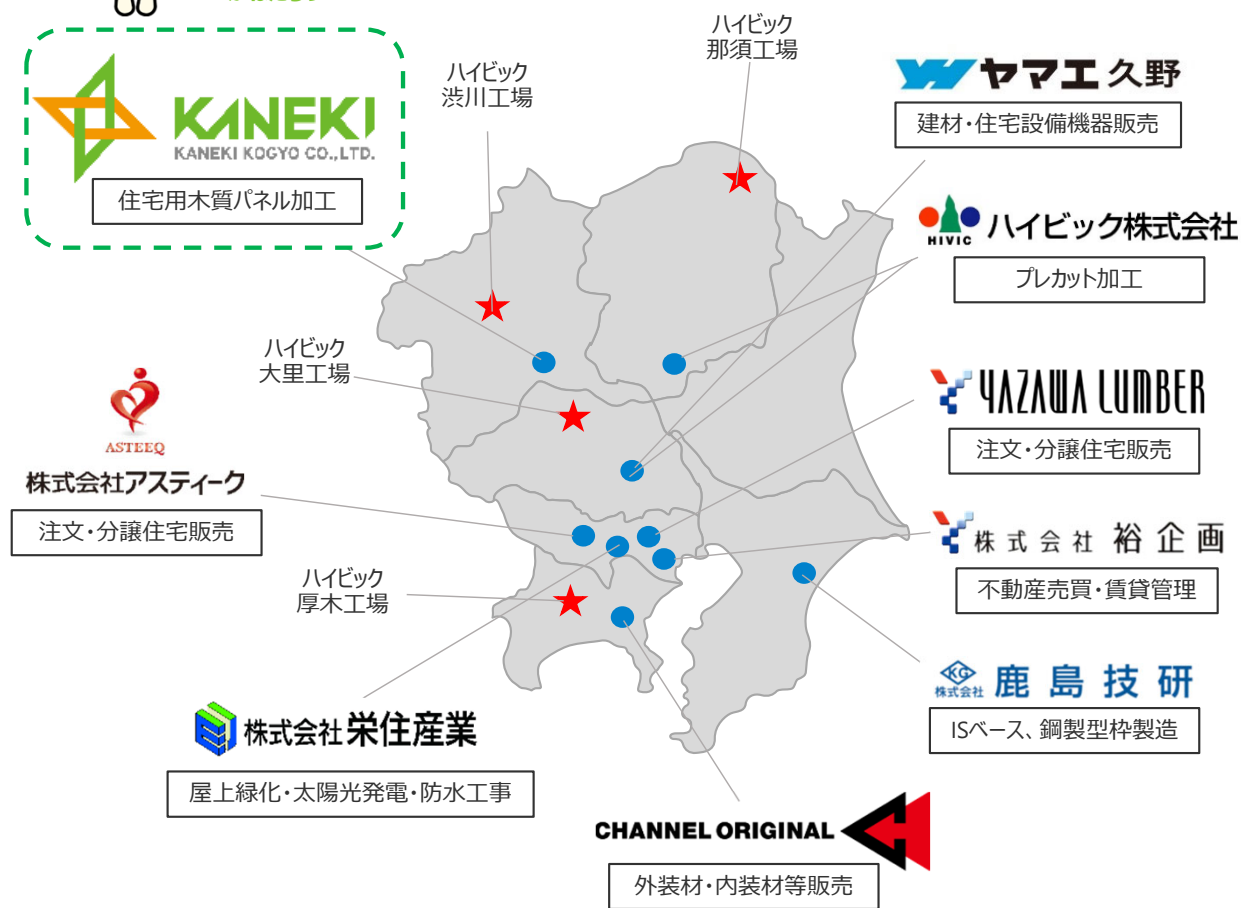 ハイビック
那須工場
ハイビック
渋川工場
KANEKI
KANEKI KOGYO CO.,LTD.
住宅用木質パネル加工
ヤマエ久野
建材・住宅設備機器販売
HIVIC
ハイビック株式会社
プレカット加工
ハイビック
大里工場
YAZAWA LUMBER
注文・分譲住宅販売
ASTEEQ
株式会社アスティーク
注文・分譲住宅販売
株式会社 裕企画
不動産売買・賃貸管理
ハイビック
厚木工場
KG
株式会社 鹿島技研
ISベース、鋼製型枠製造
株式会社 栄住産業
屋上緑化・太陽光発電・防水工事
CHANNEL ORIGINAL
外装材・内装材等販売